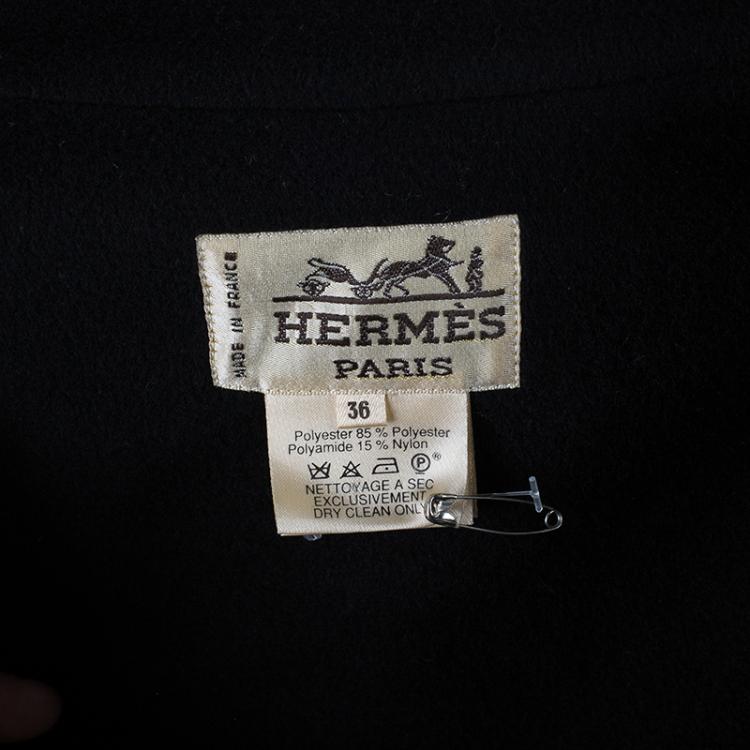 MADE IN FRANCE
HERMÈS
PARIS
36
Polyester 85 % Polyester
Polyamide 15 % Nylon
P®
NETTOYAGE A SEC
EXCLUSIVEMENT
DRY CLEAN ONLY